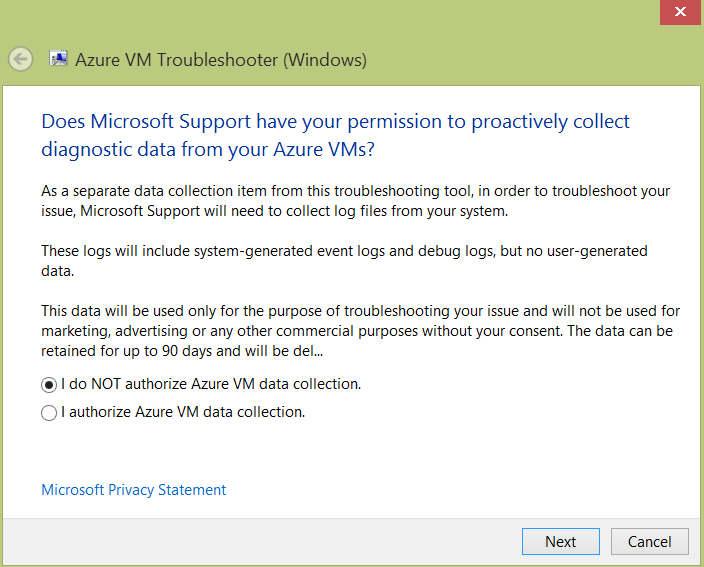 Azure VM Troubleshooter (Windows)
Does Microsoft Support have your permission to proactively collect
diagnostic data from your Azure VMs?
As a separate data collection item from this troubleshooting tool, in order to troubleshoot your
issue, Microsoft Support will need to collect log files from your system.
These logs will include system-generated event logs and debug logs, but no user-generated
data.
This data will be used only for the purpose of troubleshooting your issue and will not be used for
marketing, advertising or any other commercial purposes without your consent. The data can be
retained for up to 90 days and will be del...
I do NOT authorize Azure VM data collection.
I authorize Azure VM data collection.
Microsoft Privacy Statement
Next
Cancel